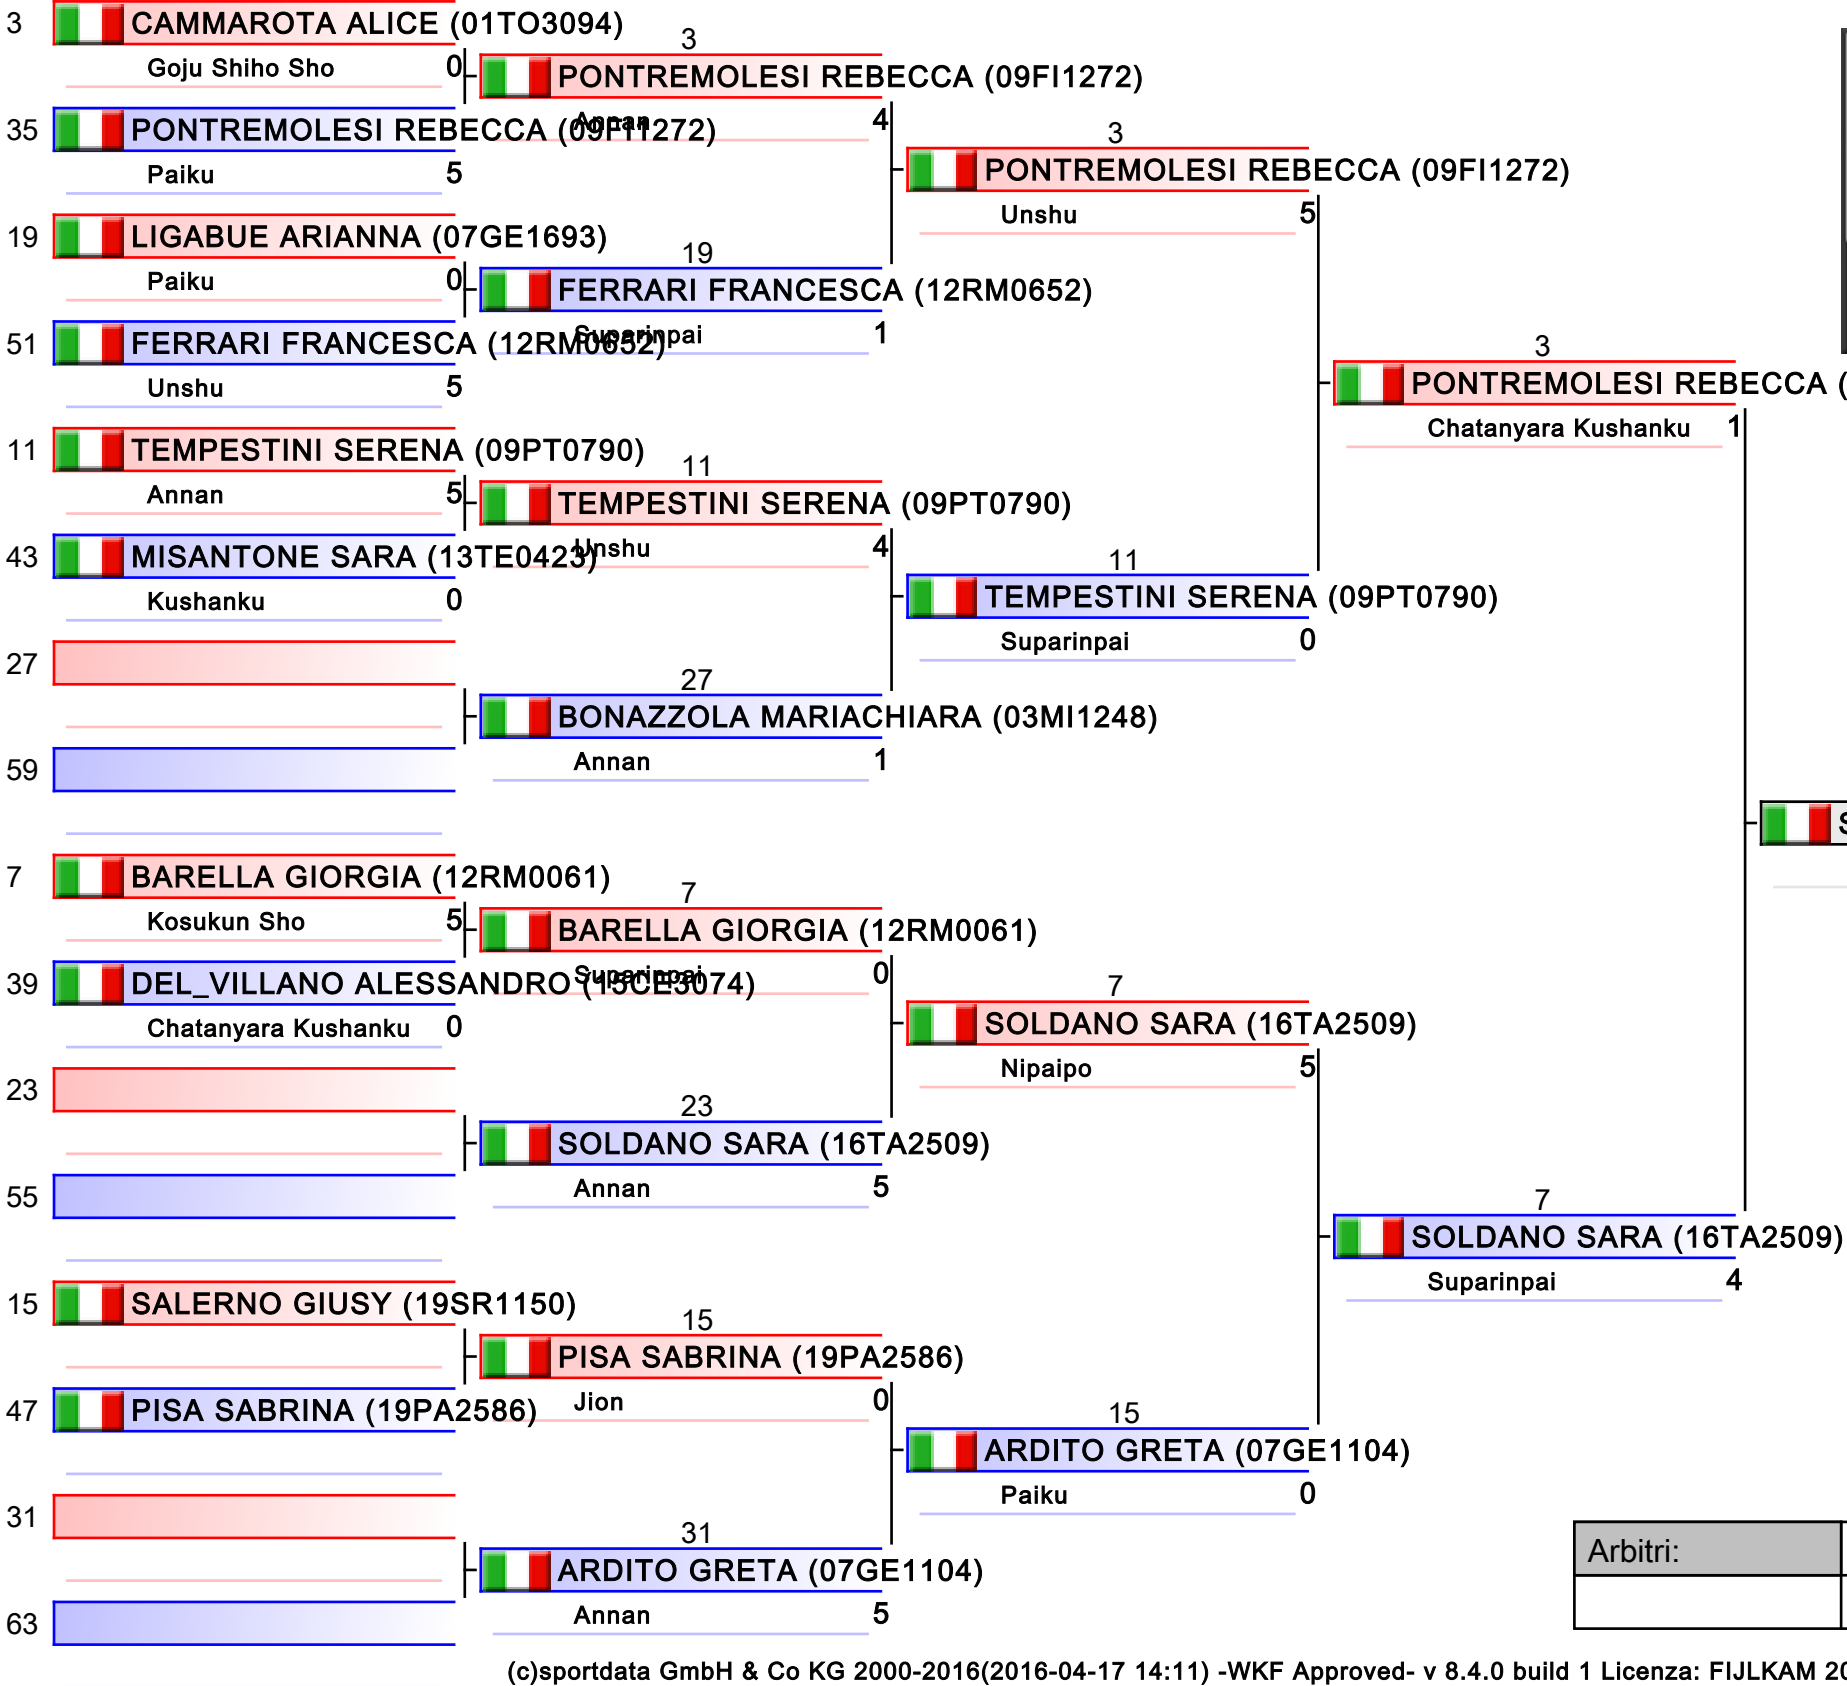 3
CAMMAROTA ALICE (01TO3094)
Goju Shiho Sho 0
35
PONTREMOLESI REBECCA (09FI1272)
Paiku 5
19
LIGABUE ARIANNA (07GE1693)
Paiku 0
51
FERRARI FRANCESCA (12RM0652)
Unshu 5
11
TEMPESTINI SERENA (09PT0790)
Annan 5
43
MISANTONE SARA (13TE0423)
Kushanku 0
27
59
7
BARELLA GIORGIA (12RM0061)
Kosukun Sho 5
39
DEL_VILLANO ALESSANDRO (15CE3074)
Chatanyara Kushanku 0
23
55
15
SALERNO GIUSY (19SR1150)
47
PISA SABRINA (19PA2586)
31
63
3
PONTREMOLESI REBECCA (09FI1272)
Annan 4
19
FERRARI FRANCESCA (12RM0652)
Suparinpai 1
11
TEMPESTINI SERENA (09PT0790)
Unshu 4
27
BONAZZOLA MARIACHIARA (03MI1248)
Annan 1
7
BARELLA GIORGIA (12RM0061)
Suparinpai 0
23
SOLDANO SARA (16TA2509)
Annan 5
15
PISA SABRINA (19PA2586)
Jion 0
31
ARDITO GRETA (07GE1104)
Annan 5
3
PONTREMOLESI REBECCA (09FI1272)
Unshu 5
11
TEMPESTINI SERENA (09PT0790)
Suparinpai 0
7
SOLDANO SARA (16TA2509)
Nipaipo 5
15
ARDITO GRETA (07GE1104)
Paiku 0
3
PONTREMOLESI REBECCA (
Chatanyara Kushanku 1
7
SOLDANO SARA (16TA2509)
Suparinpai 4
Arbitri:
(c)sportdata GmbH & Co KG 2000-2016(2016-04-17 14:11) -WKF Approved- v 8.4.0 build 1 Licenza: FIJLKAM